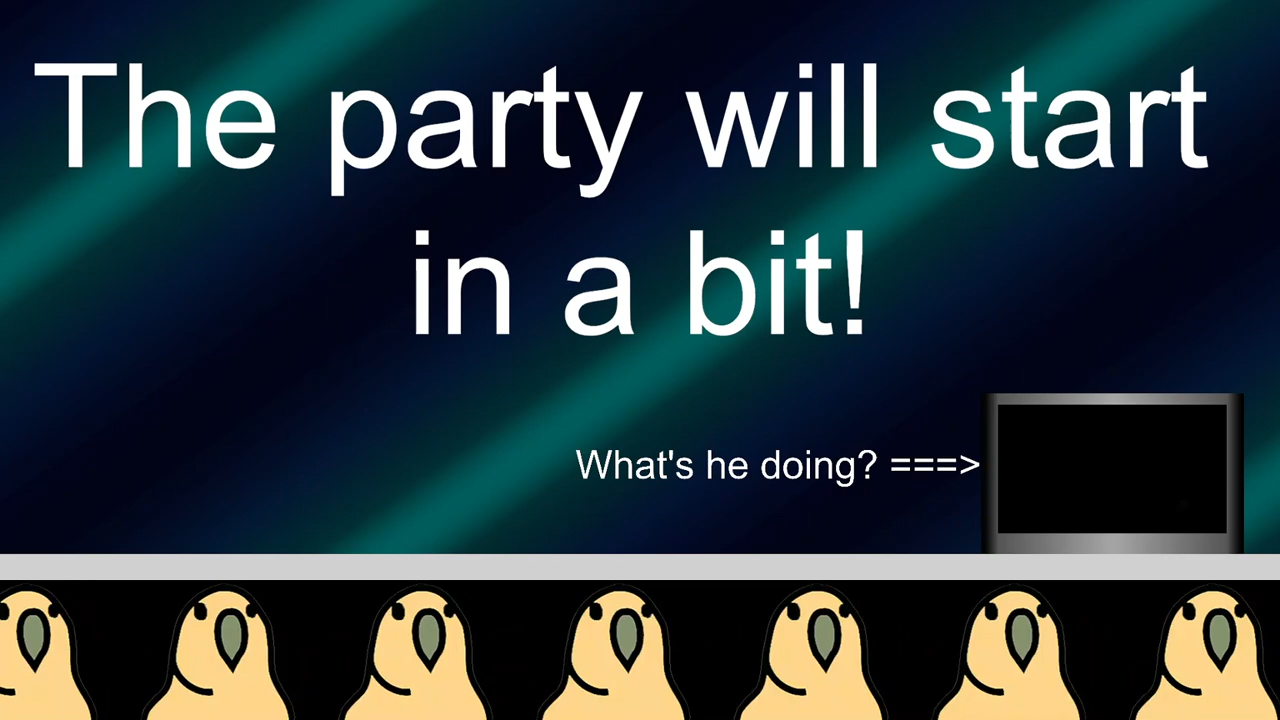 The party will start
in a bit!
What's he doing? ===>